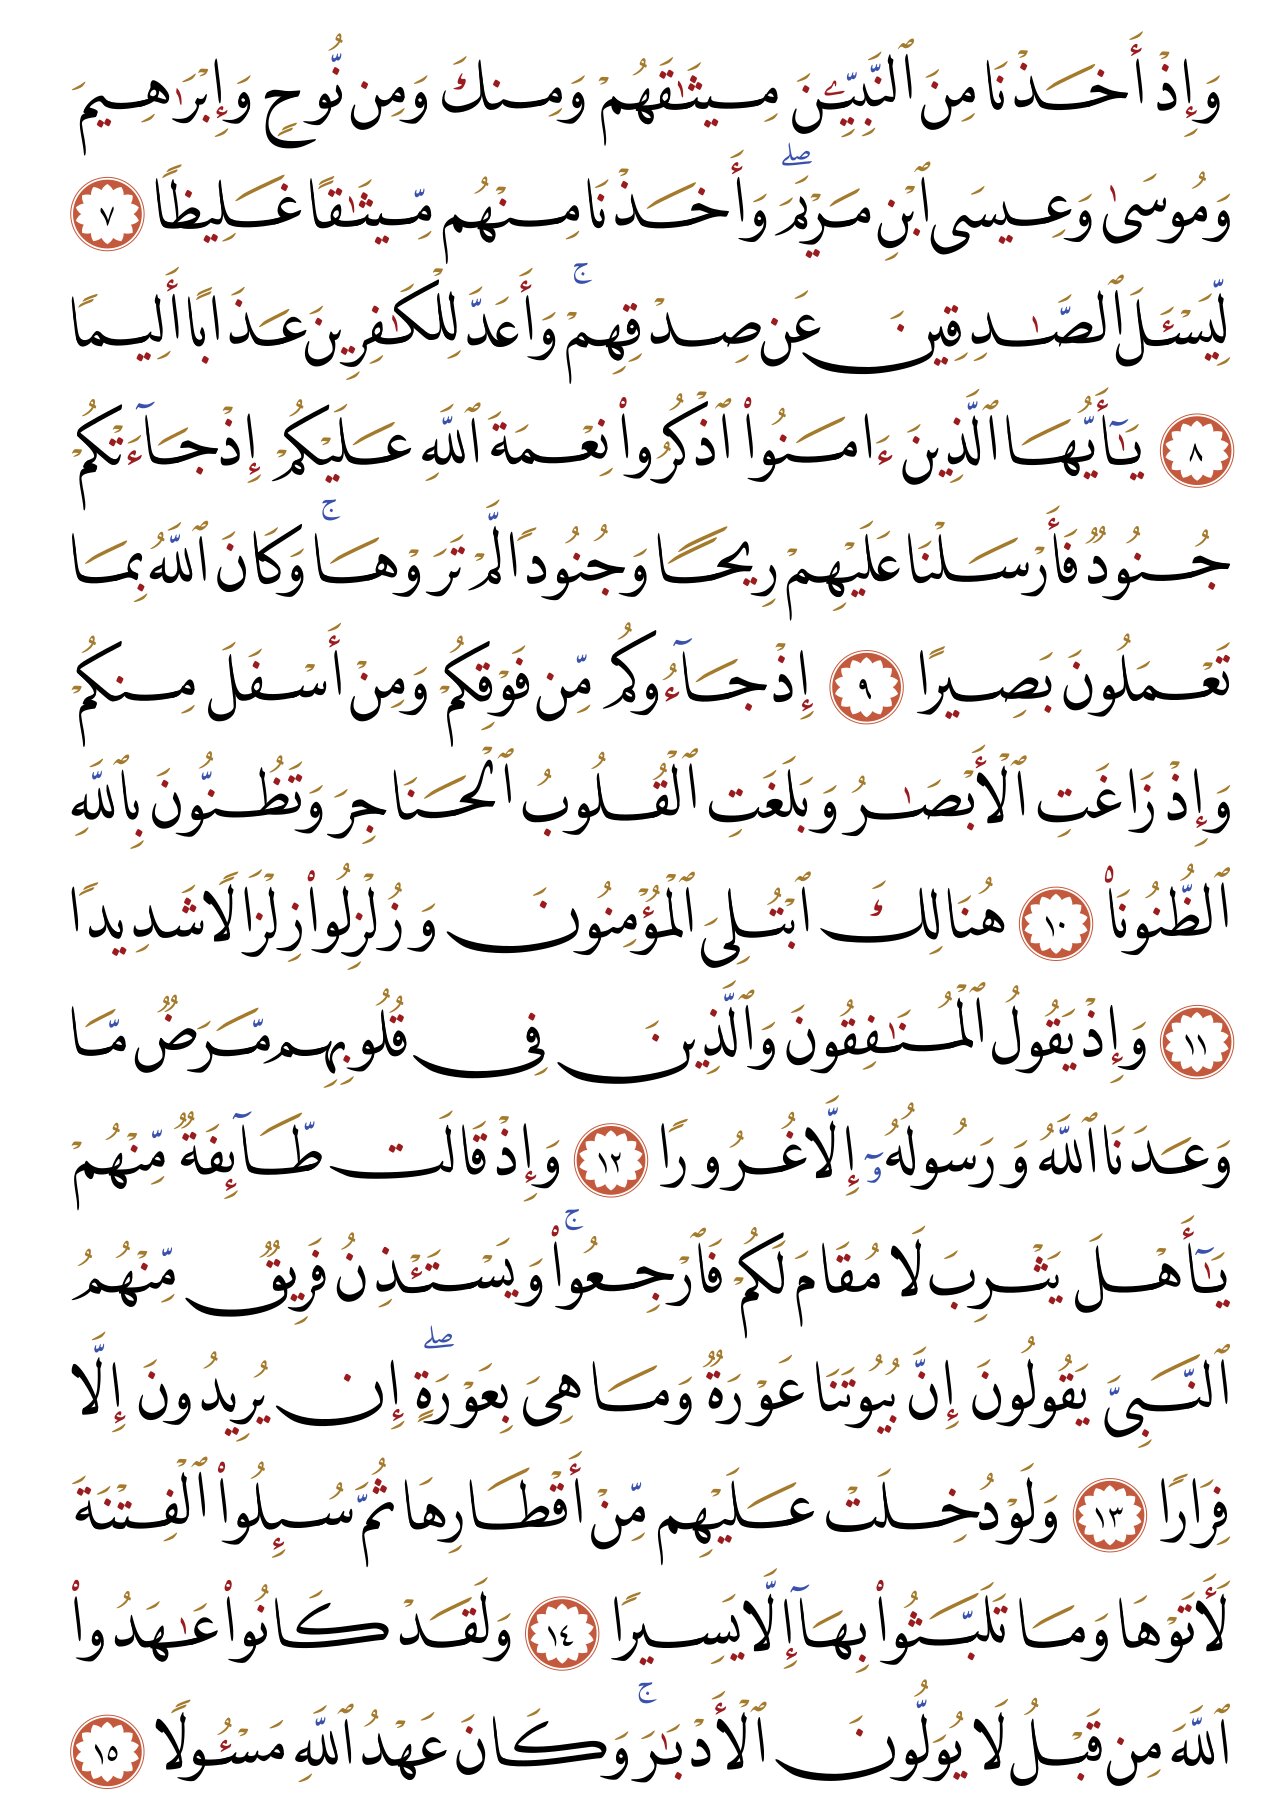 وَإِذْ أَخَذْنَا مِنَ ٱلنَّبِيِّـۧنَ مِيثَـٰقَهُمْ وَمِنكَ وَمِن نُّوحٍ وَإِبْرَٰهِيمَ
وَمُوسَىٰ وَعِيسَى ٱبْنِ مَرْيَمَ ۖ وَأَخَذْنَا مِنْهُم مِّيثَـٰقًا غَلِيظًا ٧
لِّيَسْـَٔلَ ٱلصَّـٰدِقِينَ عَن صِدْقِهِمْ ۚ وَأَعَدَّ لِلْكَـٰفِرِينَ عَذَابًا أَلِيمًا
٨ يَـٰٓأَيُّهَا ٱلَّذِينَ ءَامَنُوا۟ ٱذْكُرُوا۟ نِعْمَةَ ٱللَّهِ عَلَيْكُمْ إِذْ جَآءَتْكُمْ
جُنُودٌ فَأَرْسَلْنَا عَلَيْهِمْ رِيحًا وَجُنُودًا لَّمْ تَرَوْهَا ۚ وَكَانَ ٱللَّهُ بِمَا
تَعْمَلُونَ بَصِيرًا ٩ إِذْ جَآءُوكُم مِّن فَوْقِكُمْ وَمِنْ أَسْفَلَ مِنكُمْ
وَإِذْ زَاغَتِ ٱلْأَبْصَـٰرُ وَبَلَغَتِ ٱلْقُلُوبُ ٱلْحَنَاجِرَ وَتَظُنُّونَ بِٱللَّهِ
ٱلظُّنُونَا۠ ١٠ هُنَالِكَ ٱبْتُلِىَ ٱلْمُؤْمِنُونَ وَزُلْزِلُوا۟ زِلْزَالًا شَدِيدًا
١١ وَإِذْ يَقُولُ ٱلْمُنَـٰفِقُونَ وَٱلَّذِينَ فِى قُلُوبِهِم مَّرَضٌ مَّا
وَعَدَنَا ٱللَّهُ وَرَسُولُهُۥٓ إِلَّا غُرُورًا ١٢ وَإِذْ قَالَت طَّآئِفَةٌ مِّنْهُمْ
يَـٰٓأَهْلَ يَثْرِبَ لَا مُقَامَ لَكُمْ فَٱرْجِعُوا۟ ۚ وَيَسْتَـْٔذِنُ فَرِيقٌ مِّنْهُمُ
ٱلنَّبِىَّ يَقُولُونَ إِنَّ بُيُوتَنَا عَوْرَةٌ وَمَا هِىَ بِعَوْرَةٍ ۖ إِن يُرِيدُونَ إِلَّا
فِرَارًا ١٣ وَلَوْ دُخِلَتْ عَلَيْهِم مِّنْ أَقْطَارِهَا ثُمَّ سُئِلُوا۟ ٱلْفِتْنَةَ
لَـَٔاتَوْهَا وَمَا تَلَبَّثُوا۟ بِهَآ إِلَّا يَسِيرًا ١٤ وَلَقَدْ كَانُوا۟ عَـٰهَدُوا۟
ٱللَّهَ مِن قَبْلُ لَا يُوَلُّونَ ٱلْأَدْبَـٰرَ ۚ وَكَانَ عَهْدُ ٱللَّهِ مَسْـُٔولًا ١٥